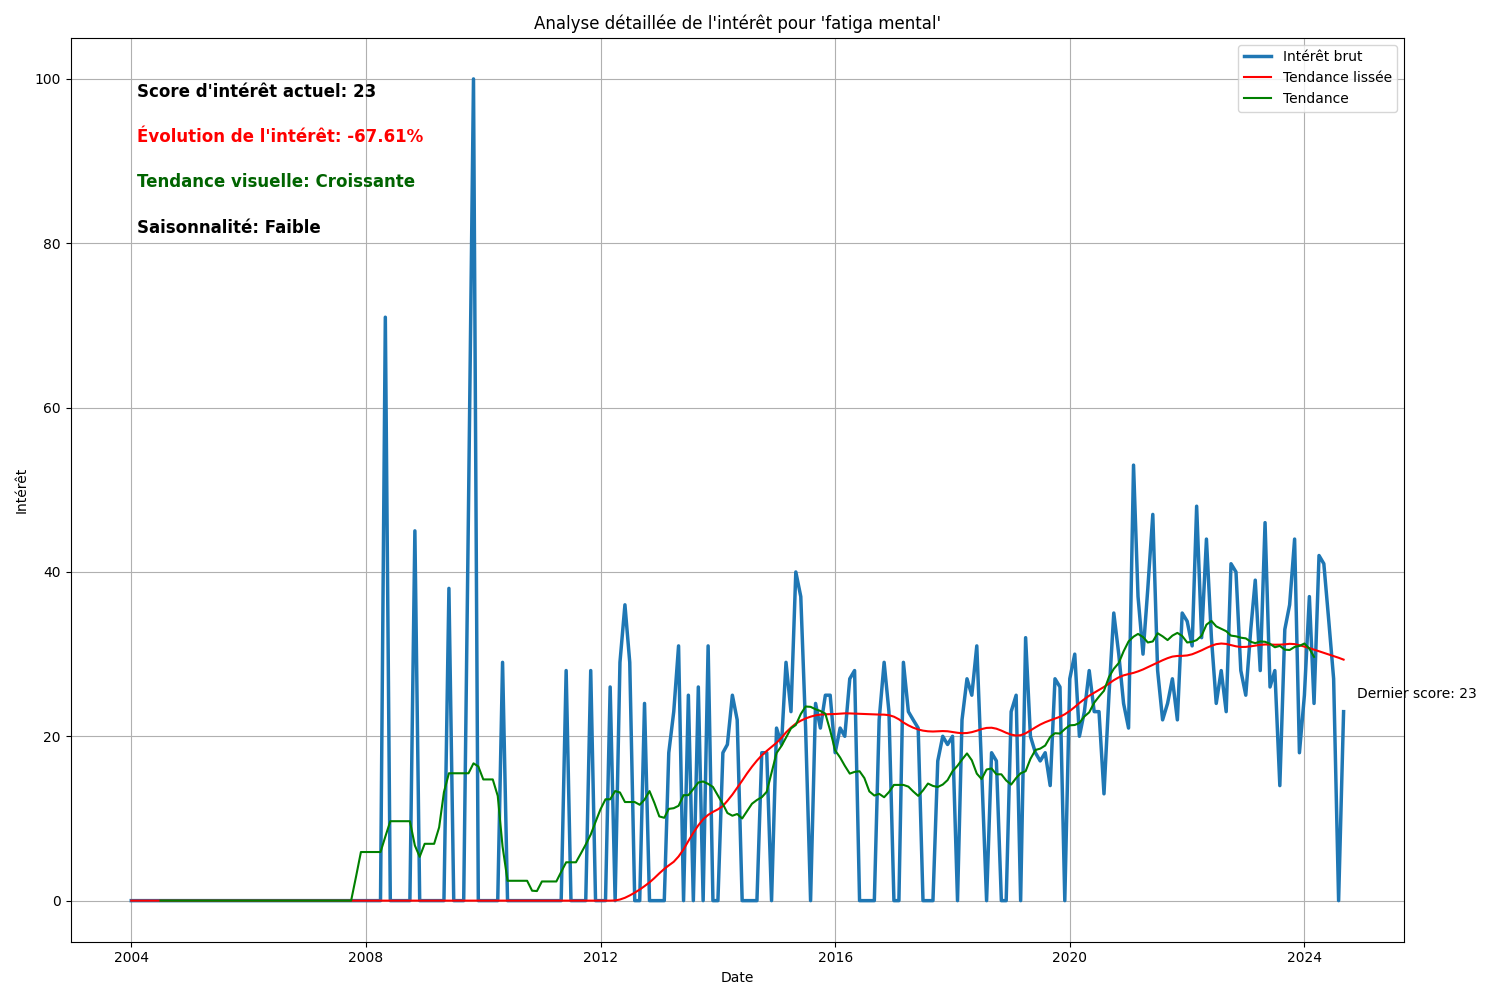 Analyse détaillée de l'intérêt pour 'fatiga mental'
Score d'intérêt actuel: 23
Évolution de l'intérêt: -67.61%
Tendance visuelle: Croissante
Saisonnalité: Faible
Intérêt brut
Tendance lissée
Tendance
Dernier score: 23
Intérêt
100
80
60
40
20
0
2004 2008 2012 2016 2020 2024
Date